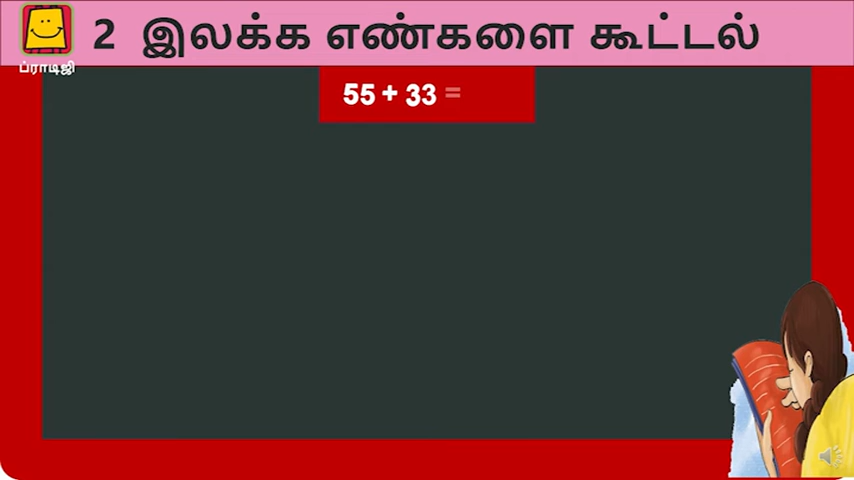 2 இலக்க எண்களை கூட்டல்
ப்ராடிஜி
55 + 33 =